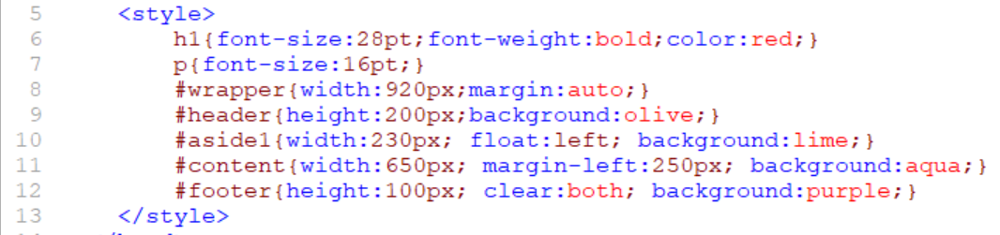 5 <style>
6 h1{font-size:28pt;font-weight:bold;color:red;}
7 p{font-size:16pt;}
8 #wrapper{width:920px;margin:auto;}
9 #header{height:200px;background:olive;}
10 #aside1{width:230px; float:left; background:lime;}
11 #content{width:650px; margin-left:250px; background:aqua;}
12 #footer{height:100px; clear:both; background:purple;}
13 </style>